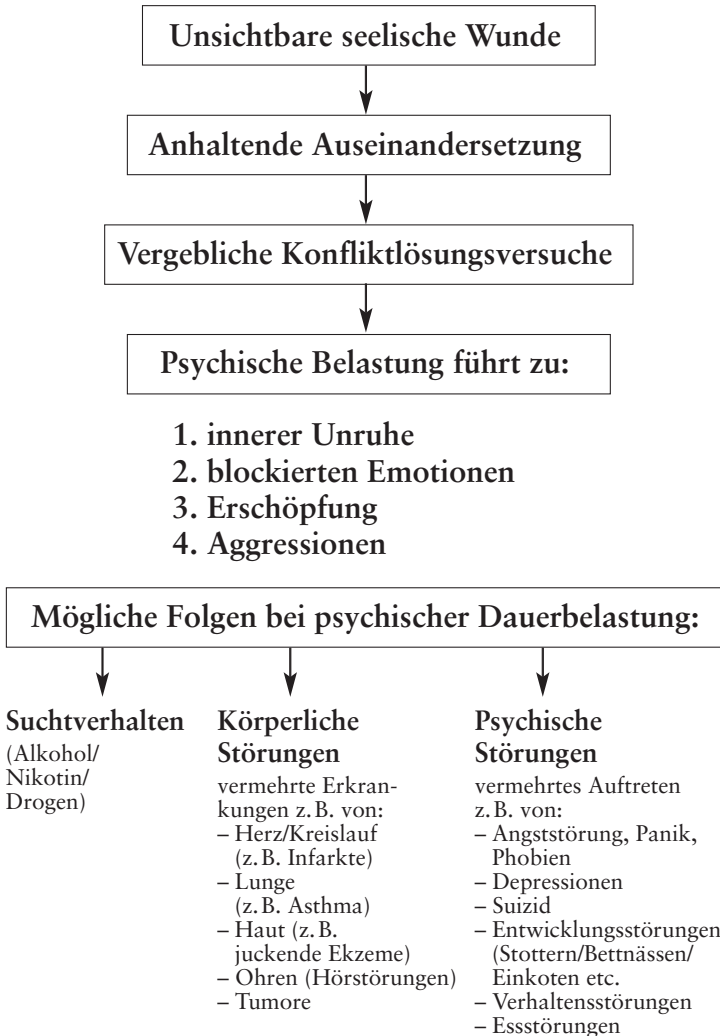 Unsichtbare seelische Wunde
Anhaltende Auseinandersetzung
Vergebliche Konfliktlösungsversuche
Psychische Belastung führt zu:
1. innerer Unruhe
2. blockierten Emotionen
3. Erschöpfung
4. Aggressionen
Mögliche Folgen bei psychischer Dauerbelastung:
Suchtverhalten
(Alkohol/
Nikotin/
Drogen)
Körperliche
Störungen
vermehrte Erkran-
kungen z.B. von:
– Herz/Kreislauf
(z.B. Infarkte)
– Lunge
(z.B. Asthma)
– Haut (z.B.
juckende Ekzeme)
– Ohren (Hörstörungen)
– Tumore
Psychische
Störungen
vermehrtes Auftreten
z.B. von:
– Angststörung, Panik,
Phobien
– Depressionen
– Suizid
– Entwicklungsstörungen
(Stottern/Bettnässen/
Einkoten etc.
– Verhaltensstörungen
– Essstörungen